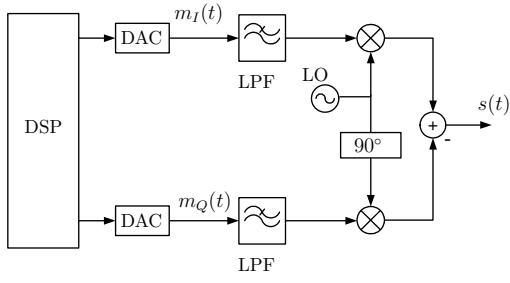 m_I(t)
DAC
LPF
LO
DSP
s(t)
+
-
90°
m_Q(t)
DAC
LPF